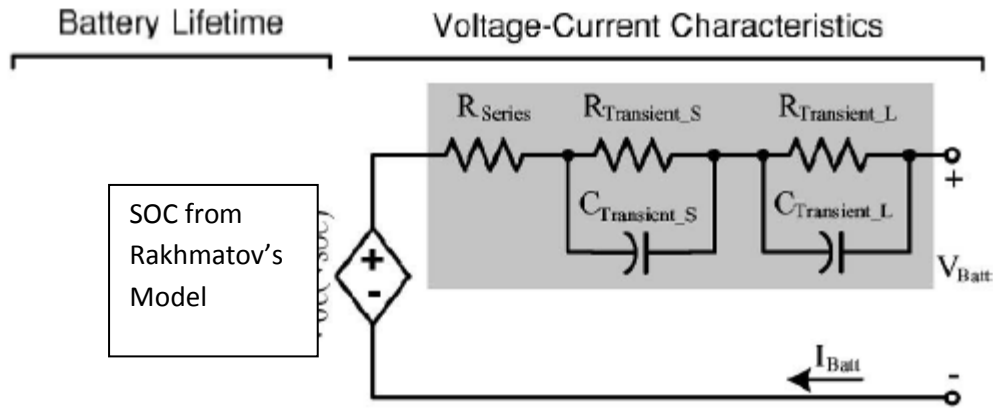 Battery Lifetime
Voltage-Current Characteristics
R Series
R Transient_S
R Transient_L
C Transient_S
C Transient_L
SOC from
Rakhmatov’s
Model
+
-
+
V Batt
I Batt
-